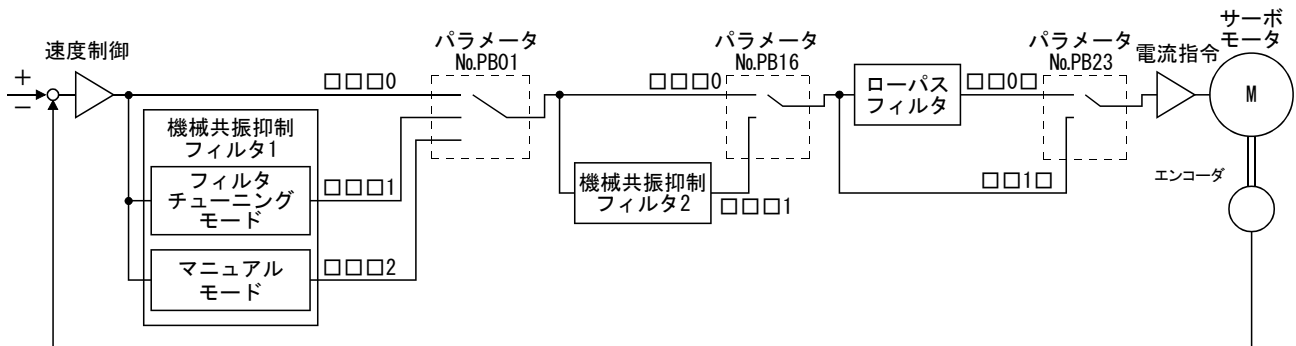 速度制御
+
−
□□□0
パラメータ
No.PB01
機械共振抑制
フィルタ1
フィルタ
チューニング
モード
□□□1
マニュアル
モード
□□□2
□□□0
パラメータ
No.PB16
機械共振抑制
フィルタ2
□□□1
ローパス
フィルタ
□□0□
パラメータ
No.PB23
□□1□
電流指令
サーボ
モータ
M
エンコーダ